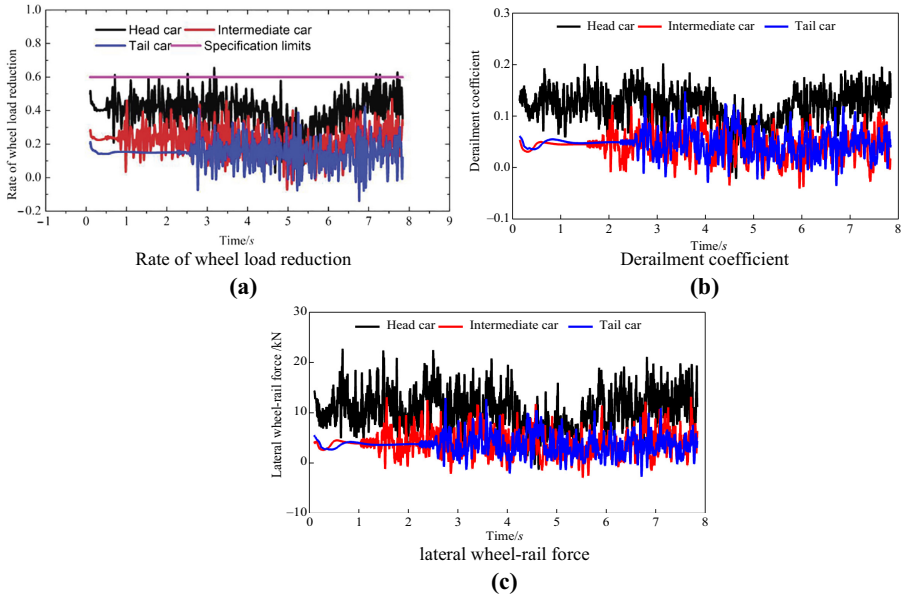 1.0
0.8
0.6
0.4
0.2
0.0
0.2
Rate of wheel load reduction
Head car Intermediate car
Tail car Specification limits
−1 0 1 2 3 4 5 6 7 8 9
Time/s
Rate of wheel load reduction
(a)
0.3
0.2
0.1
0.0
−0.1
Derailment coefficient
Head car Intermediate car Tail car
0 1 2 3 4 5 6 7 8
Time/s
Derailment coefficient
(b)
30
20
10
0
−10
Lateral wheel-rail force /kN
Head car Intermediate car Tail car
0 1 2 3 4 5 6 7 8
Time/s
lateral wheel-rail force
(c)